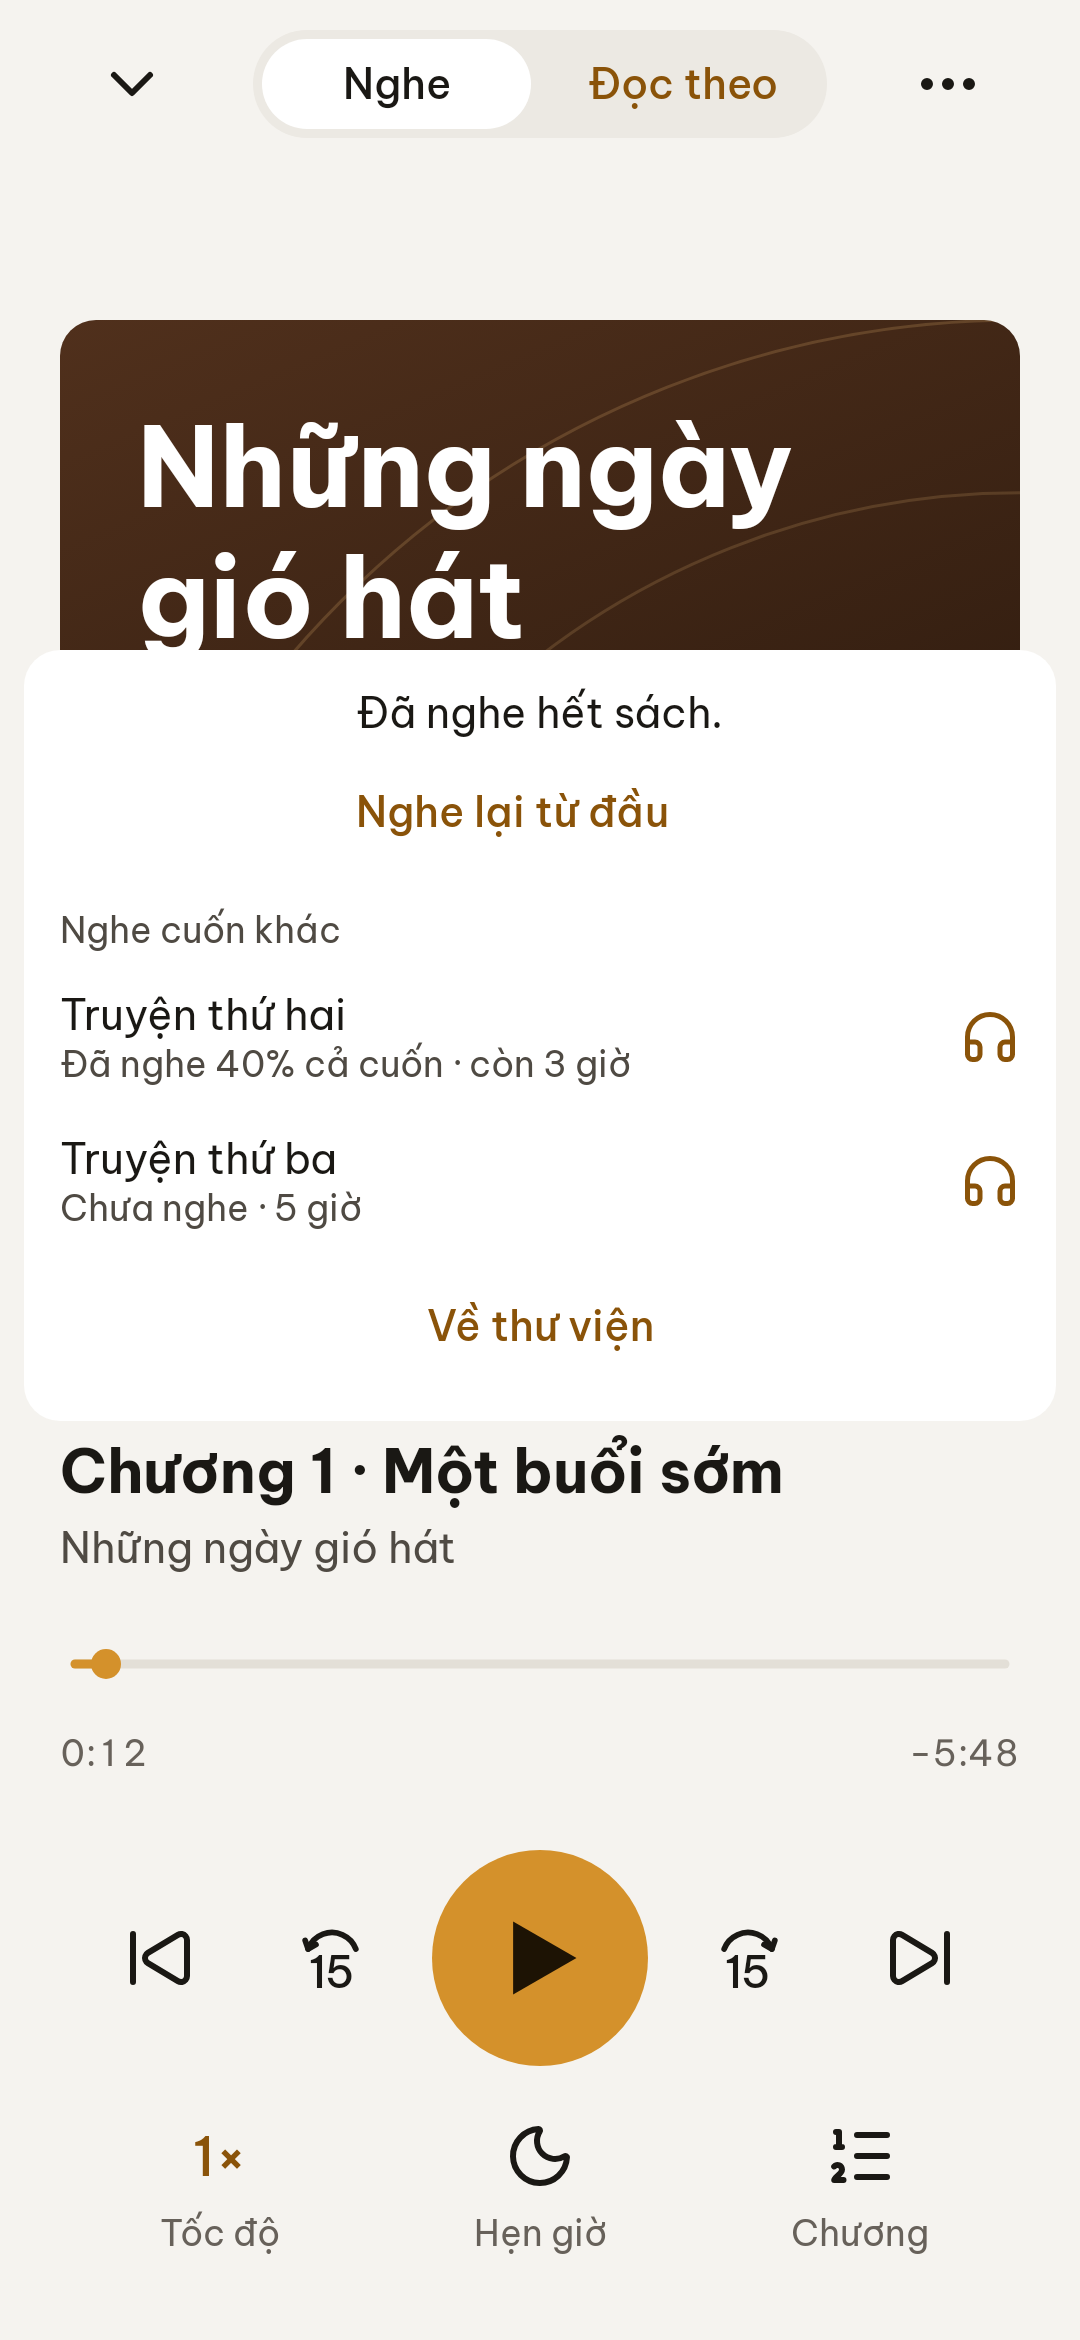 Nghe
Đọc theo
Những ngày
gió hát
Đã nghe hết sách.
Nghe lại từ đầu
Nghe cuốn khác
Truyện thứ hai
Đã nghe 40% cả cuốn · còn 3 giờ
Truyện thứ ba
Chưa nghe · 5 giờ
Về thư viện
Chương 1 · Một buổi sớm
Những ngày gió hát
0:12
−5:48
15
15
1×
Tốc độ
Hẹn giờ
Chương